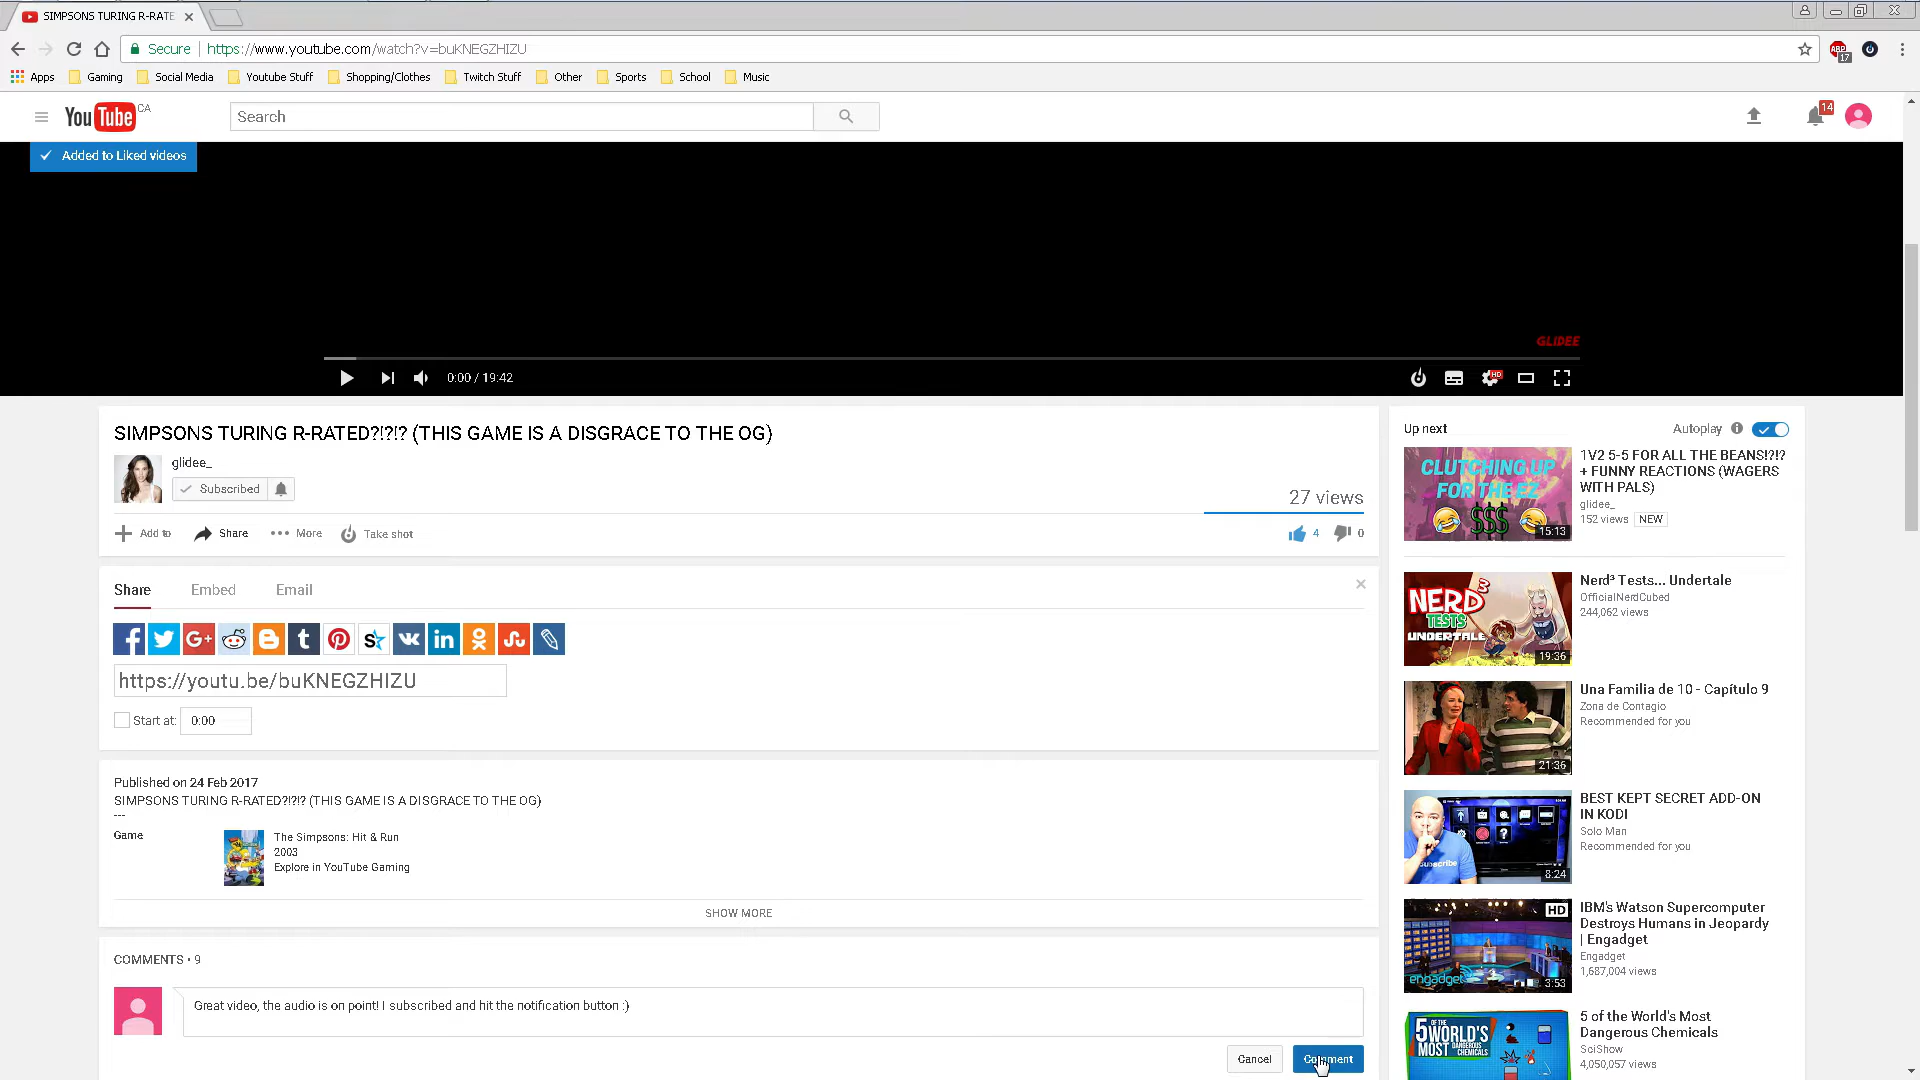 SIMPSONS TURING R-RATE
Secure https://www.youtube.com/watch?v=buKNEGZHIZU
ABP
17
Apps Gaming Social Media Youtube Stuff Shopping/Clothes Twitch Stuff Other Sports School Music
YouTube CA
Search
14
Added to Liked videos
GLIDEE
0:00 / 19:42
HD
SIMPSONS TURING R-RATED?!?!? (THIS GAME IS A DISGRACE TO THE OG)
glidee_
Subscribed
27 views
Add to Share More Take shot
4 0
Share Embed Email
https://youtu.be/buKNEGZHIZU
Start at: 0:00
Published on 24 Feb 2017
SIMPSONS TURING R-RATED?!?!? (THIS GAME IS A DISGRACE TO THE OG)
---
Game
The Simpsons: Hit & Run
2003
Explore in YouTube Gaming
SHOW MORE
COMMENTS • 9
Great video, the audio is on point! I subscribed and hit the notification button :)
Cancel Comment
Up next Autoplay
CLUTCHING UP
FOR THE EZ
$$$
15:13
1V2 5-5 FOR ALL THE BEANS!?!?
+ FUNNY REACTIONS (WAGERS
WITH PALS)
glidee_
152 views NEW
NERD3
TESTS
UNDERTALE
19:36
Nerd³ Tests... Undertale
OfficialNerdCubed
244,062 views
21:36
Una Familia de 10 - Capítulo 9
Zona de Contagio
Recommended for you
8:24
BEST KEPT SECRET ADD-ON
IN KODI
Solo Man
Recommended for you
HD
engadget
3:53
IBM's Watson Supercomputer
Destroys Humans in Jeopardy
| Engadget
Engadget
1,687,004 views
5 OF THE
WORLD'S
MOST
DANGEROUS
CHEMICALS
5 of the World's Most
Dangerous Chemicals
SciShow
4,050,057 views